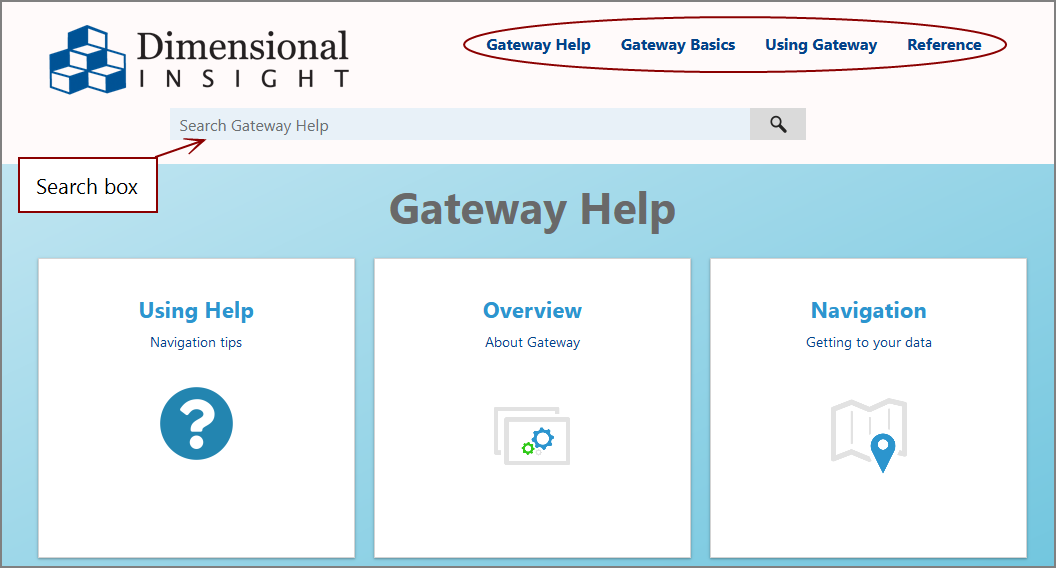 Dimensional
INSIGHT
Gateway Help Gateway Basics Using Gateway Reference
Search Gateway Help
Search box
Gateway Help
Using Help
Navigation tips
Overview
About Gateway
Navigation
Getting to your data